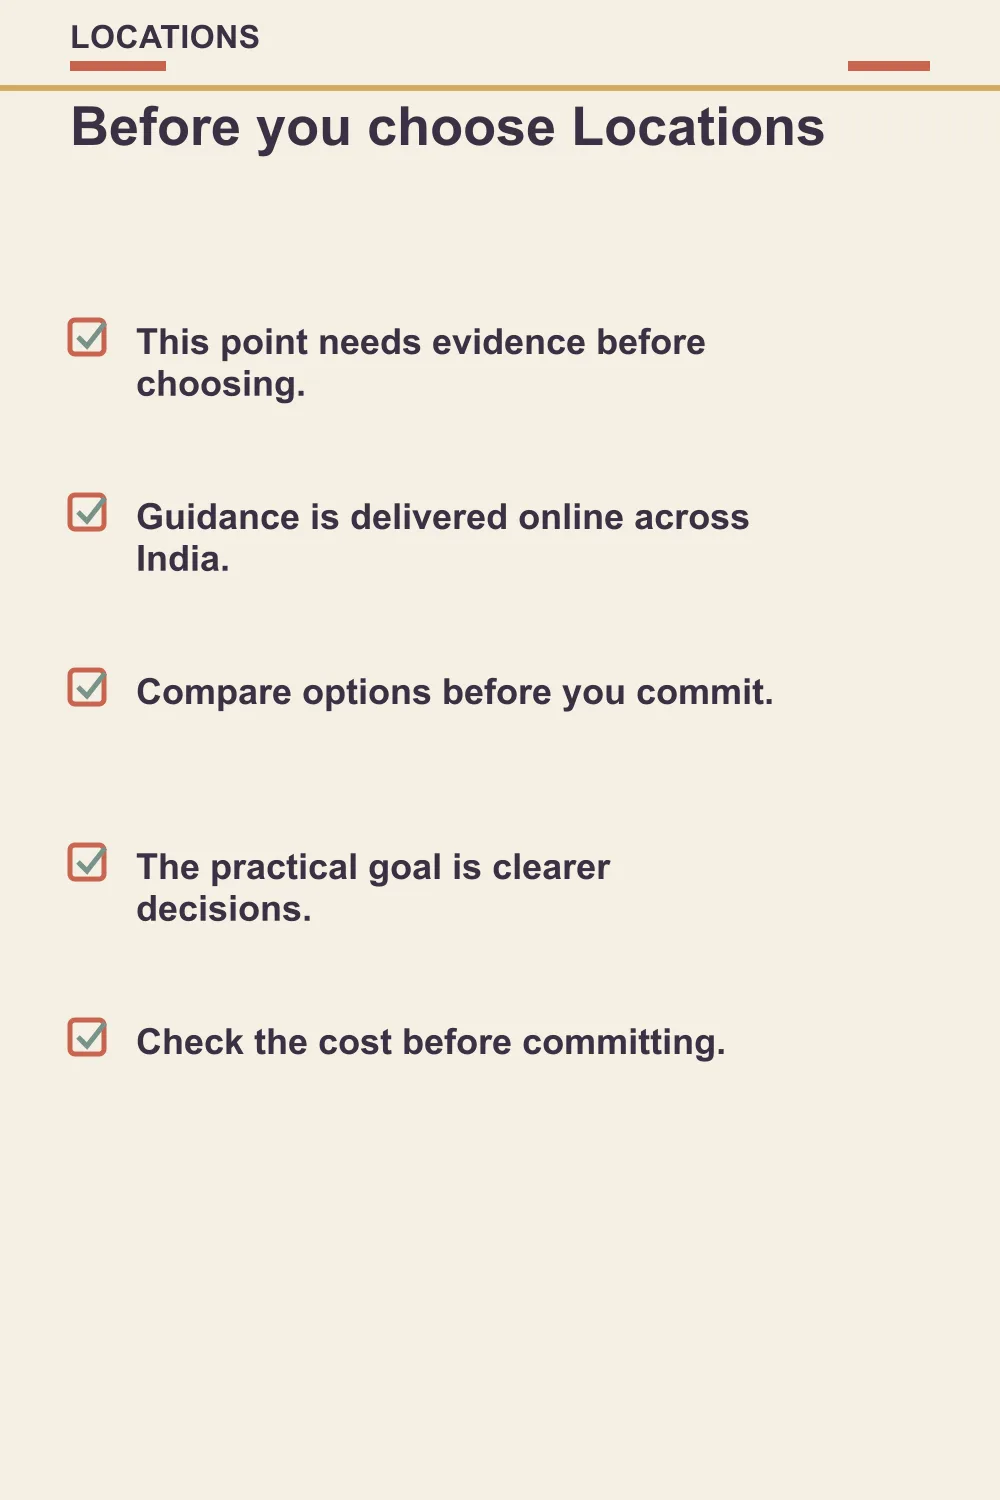 LOCATIONS
Before you choose Locations
This point needs evidence before
choosing.
Guidance is delivered online across
India.
Compare options before you commit.
The practical goal is clearer
decisions.
Check the cost before committing.